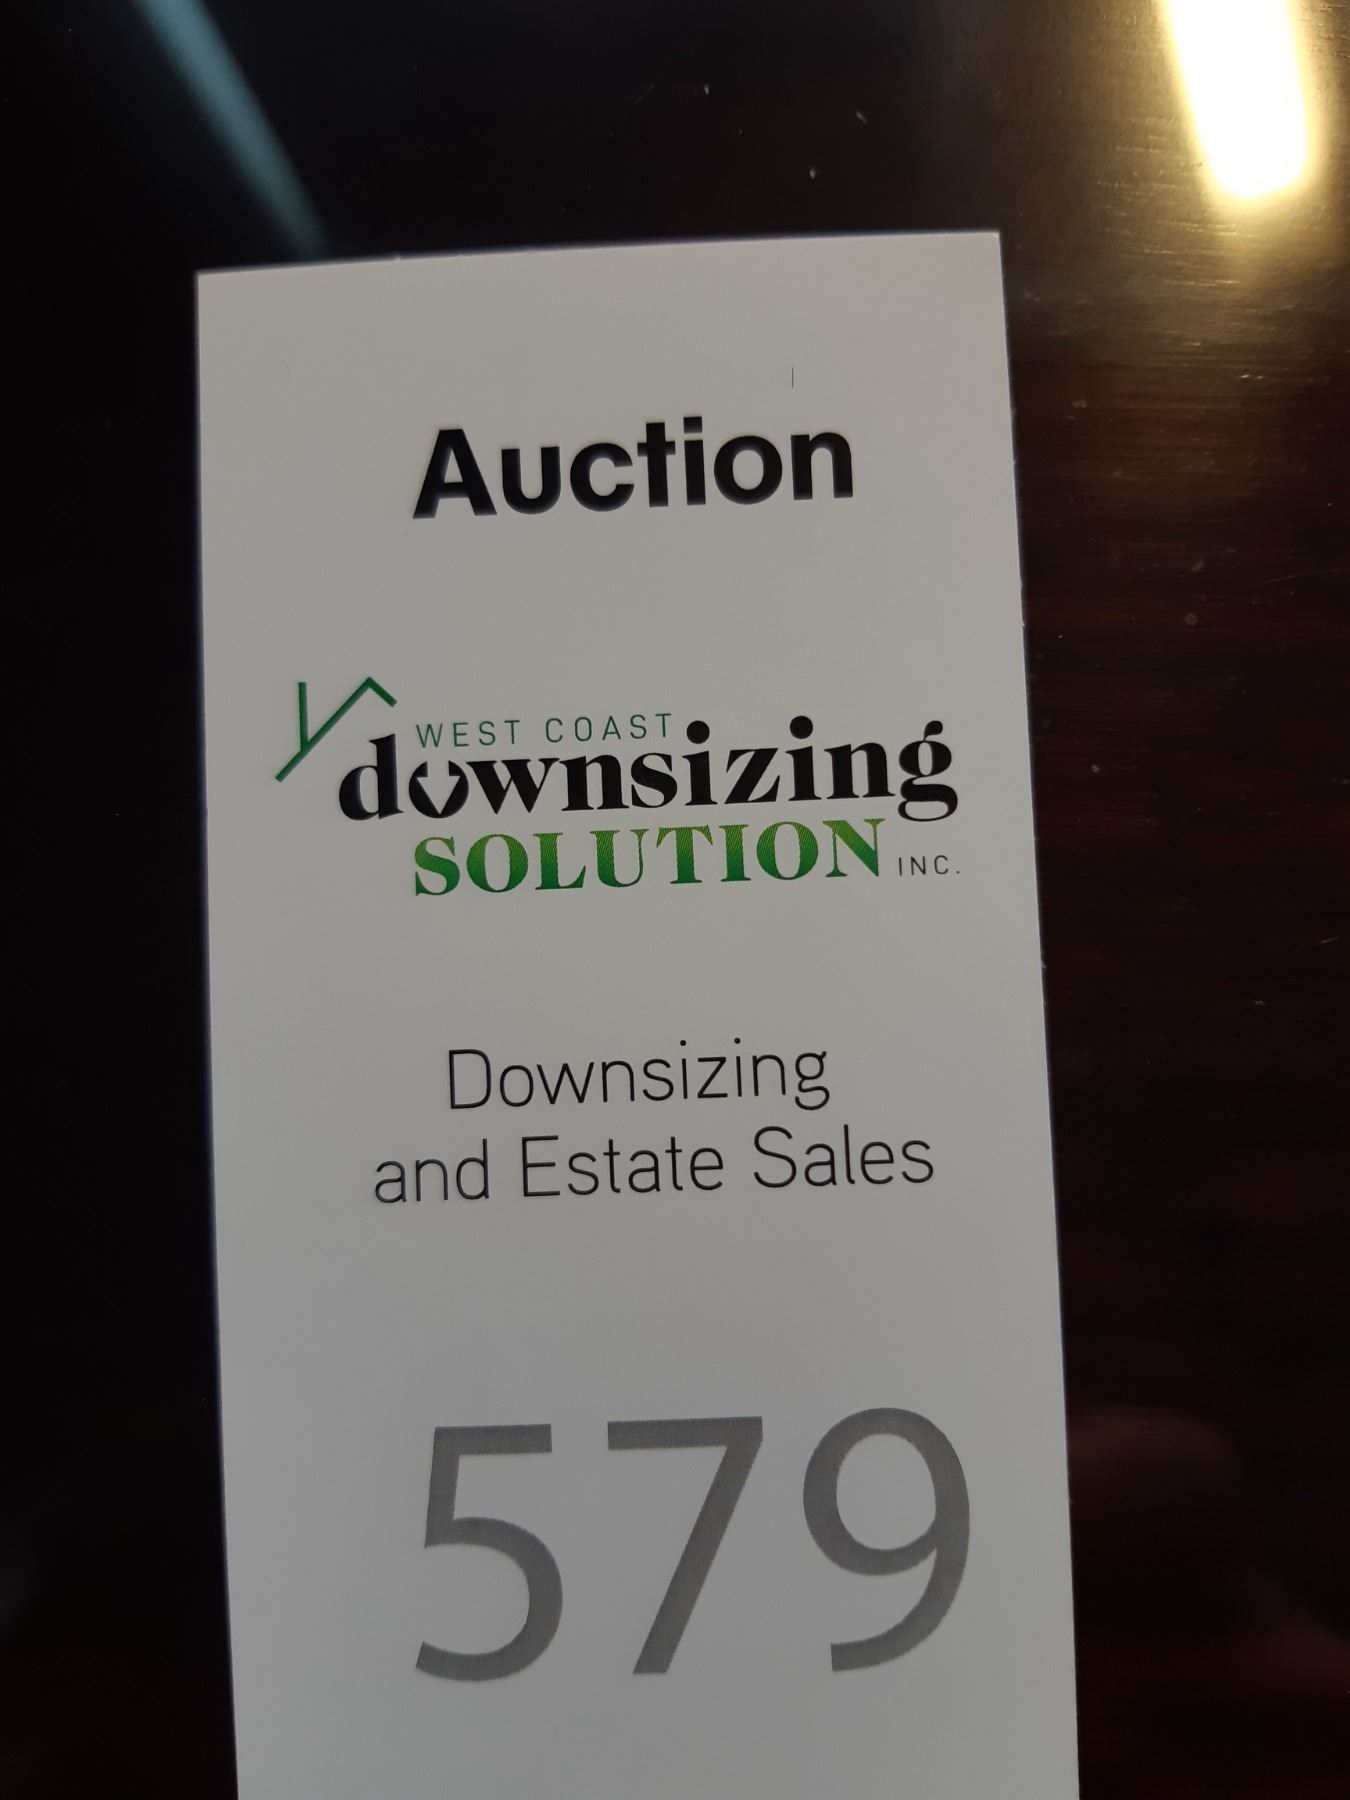 Auction
WEST COAST
downsizing
SOLUTION INC.
Downsizing
and Estate Sales
579